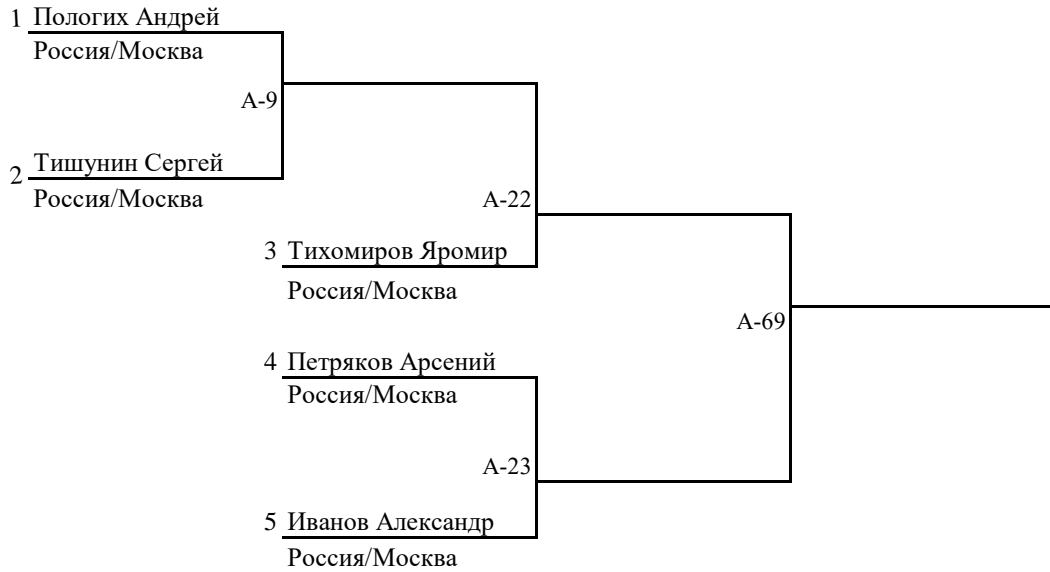 1 Пологих Андрей
Россия/Москва
А-9
2 Тишунин Сергей
Россия/Москва
А-22
3 Тихомиров Яромир
Россия/Москва
А-69
4 Петряков Арсений
Россия/Москва
А-23
5 Иванов Александр
Россия/Москва